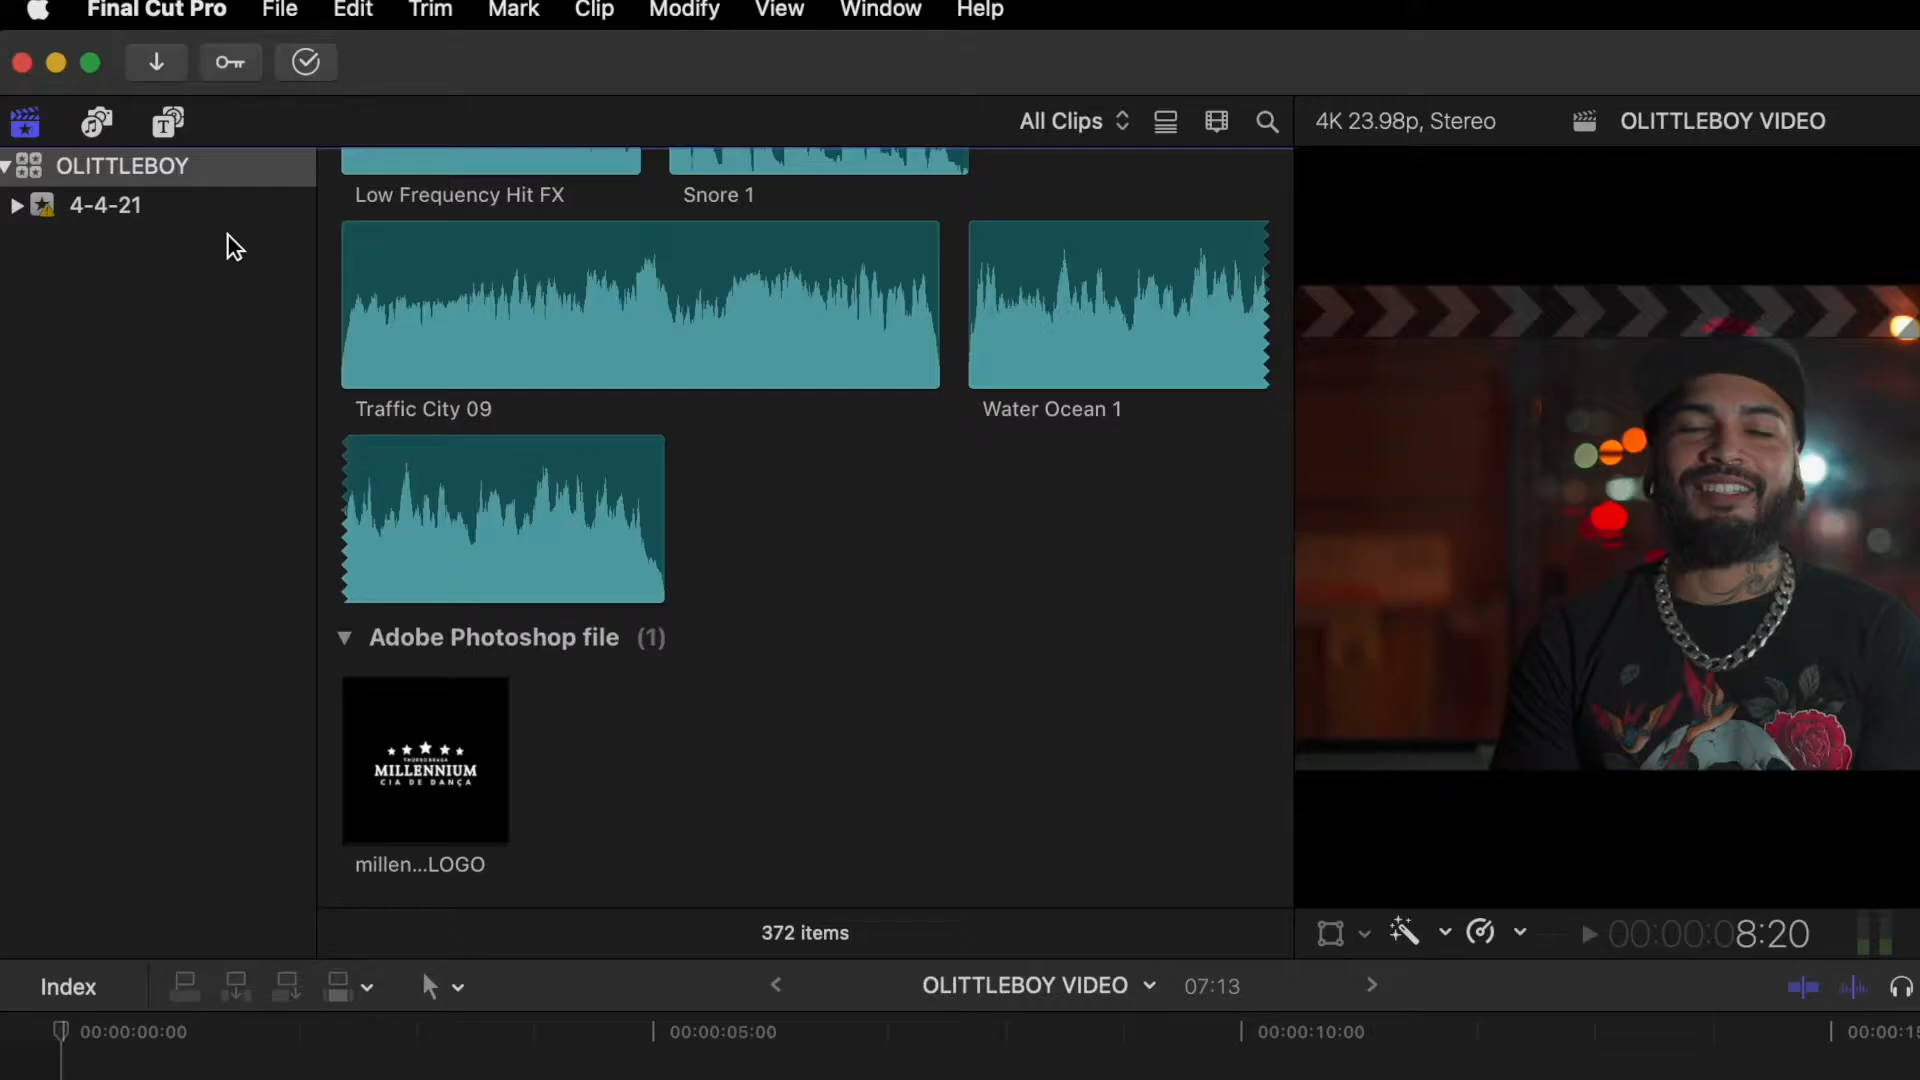 Final Cut Pro File Edit Trim Mark Clip Modify View Window Help
All Clips
4K 23.98p, Stereo
OLITTLEBOY VIDEO
OLITTLEBOY
4-4-21
Low Frequency Hit FX
Snore 1
Traffic City 09
Water Ocean 1
Adobe Photoshop file (1)
THURSO BRAGA
MILLENNIUM
CIA DE DANÇA
millen...LOGO
372 items
00:00:08:20
Index
OLITTLEBOY VIDEO
07:13
00:00:00:00
00:00:05:00
00:00:10:00
00:00:15